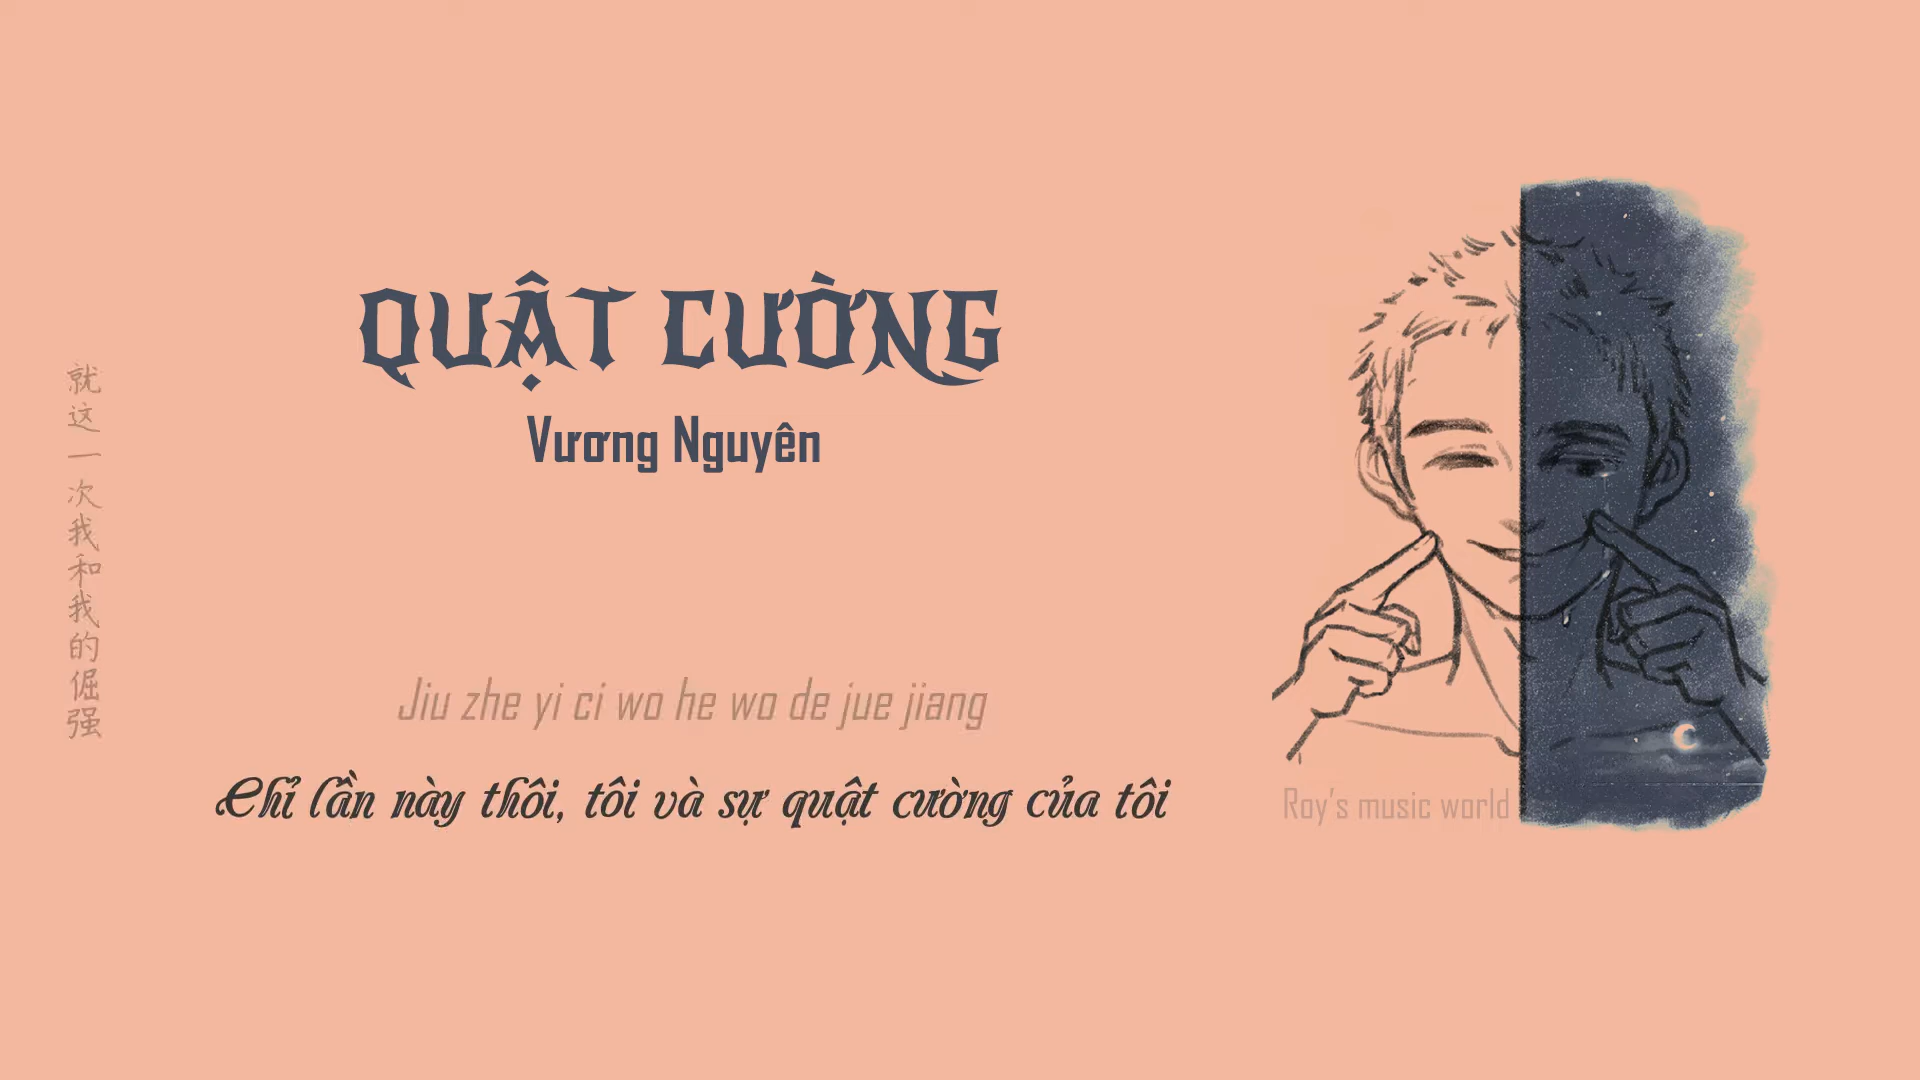 QUẬT CƯỜNG
Vương Nguyên
就这一次我和我的倔强
Jiu zhe yi ci wo he wo de jue jiang
Chỉ lần này thôi, tôi và sự quật cường của tôi
Roy's music world